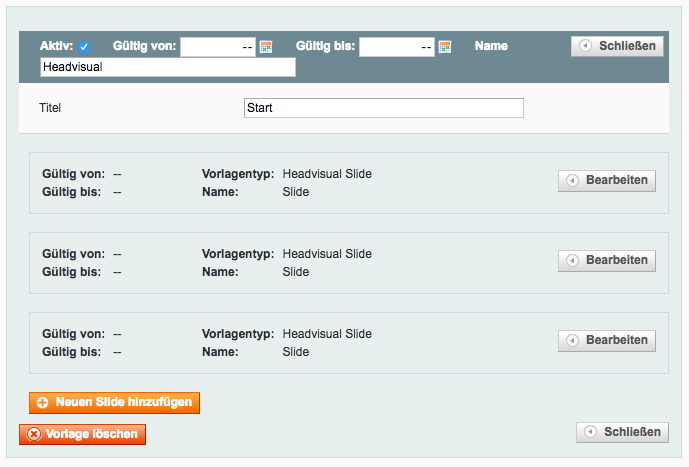 Aktiv: Gültig von: -- Gültig bis: -- Name Schließen
Headvisual
Titel Start
Gültig von: -- Vorlagentyp: Headvisual Slide
Gültig bis: -- Name: Slide
Bearbeiten
Gültig von: -- Vorlagentyp: Headvisual Slide
Gültig bis: -- Name: Slide
Bearbeiten
Gültig von: -- Vorlagentyp: Headvisual Slide
Gültig bis: -- Name: Slide
Bearbeiten
Neuen Slide hinzufügen
Vorlage löschen Schließen